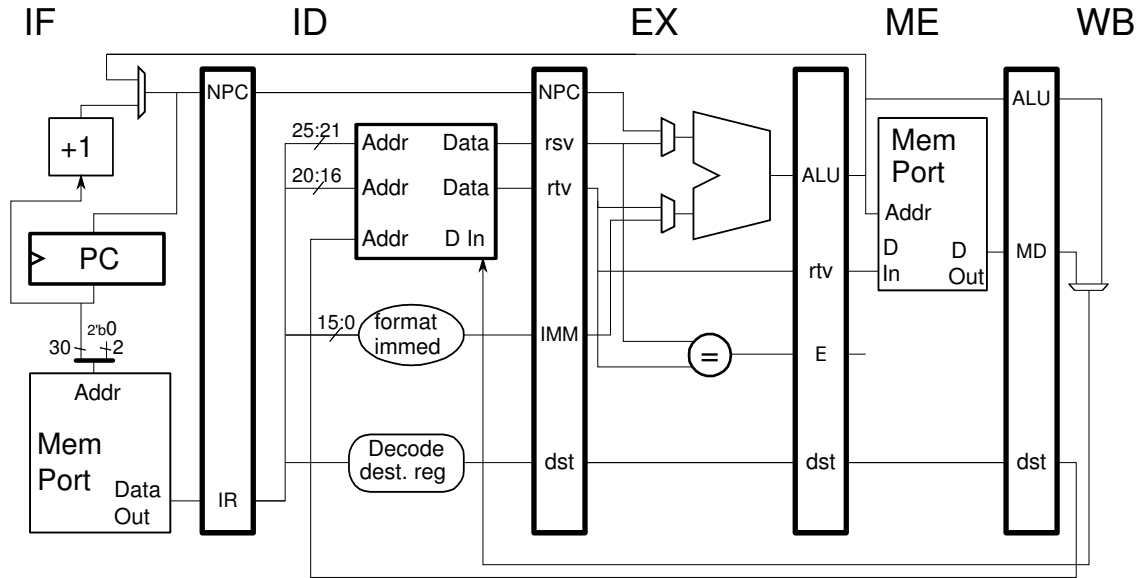 IF ID EX ME WB
NPC
NPC
ALU
+1
25:21
Addr
Data
rsv
Mem
Port
20:16
Addr
Data
rtv
ALU
Addr
Addr
D In
PC
rtv
D
In
D
Out
MD
2'b0
30
2
15:0
format
immed
IMM
=
E
Addr
Mem
Port
Data
Out
IR
Decode
dest. reg
dst
dst
dst